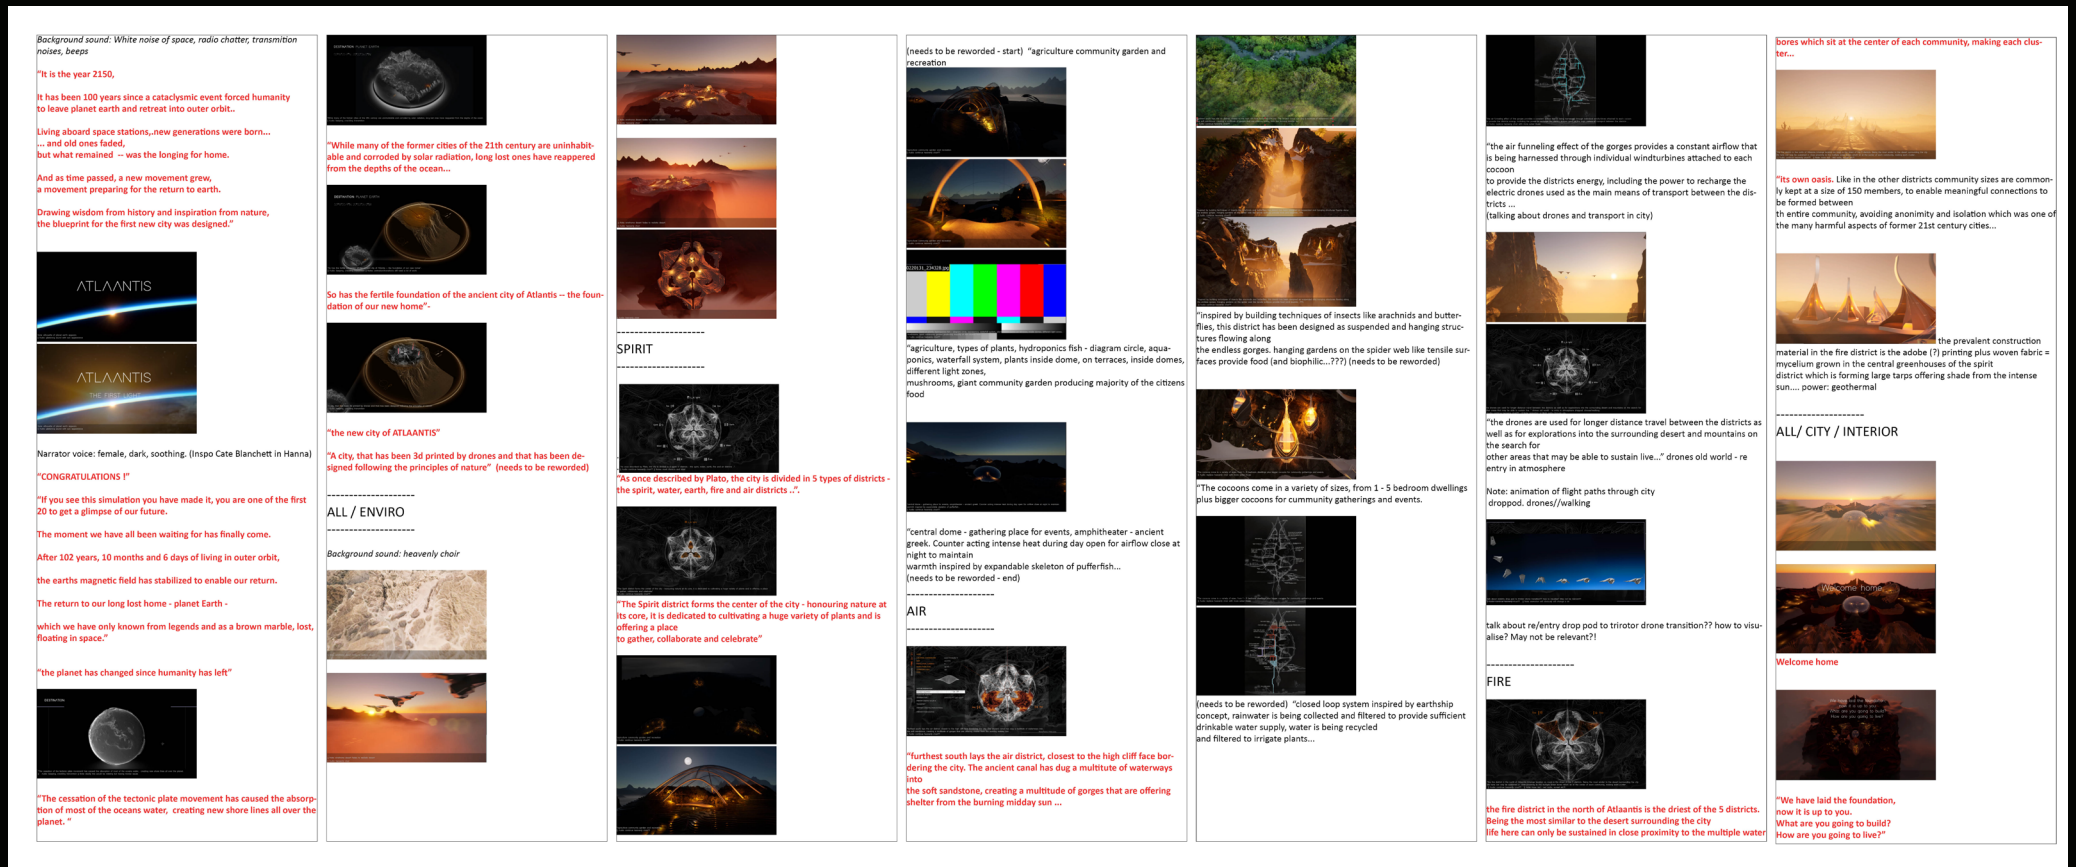 Background sound: White noise of space, radio chatter, transmition
noises, beeps
"It is the year 2150,
It has been 100 years since a cataclysmic event forced humanity
to leave planet earth and retreat into outer orbit..
Living aboard space stations,.new generations were born...
... and old ones faded,
but what remained -- was the longing for home.
And as time passed, a new movement grew,
a movement preparing for the return to earth.
Drawing wisdom from history and inspiration from nature,
the blueprint for the first new city was designed."
ATLAANTIS
ATLAANTIS
THE FIRST LIGHT
Narrator voice: female, dark, soothing. (Inspo Cate Blanchett in Hanna)
"CONGRATULATIONS !"
"If you see this simulation you have made it, you are one of the first
20 to get a glimpse of our future.
The moment we have all been waiting for has finally come.
After 102 years, 10 months and 6 days of living in outer orbit,
the earths magnetic field has stabilized to enable our return.
The return to our long lost home - planet Earth -
which we have only known from legends and as a brown marble, lost,
floating in space."
"the planet has changed since humanity has left"
DESTINATION
"The cessation of the tectonic plate movement has caused the absorp-
tion of most of the oceans water,  creating new shore lines all over the
planet. "
DESTINATION PLANET EARTH
"While many of the former cities of the 21th century are uninhabit-
able and corroded by solar radiation, long lost ones have reappered
from the depths of the ocean...
DESTINATION PLANET EARTH
So has the fertile foundation of the ancient city of Atlantis -- the foun-
dation of our new home"-
"the new city of ATLAANTIS"
"A city, that has been 3d printed by drones and that has been de-
signed following the principles of nature"  (needs to be reworded)
--------------------
ALL / ENVIRO
--------------------
Background sound: heavenly choir
--------------------
SPIRIT
--------------------
"As once described by Plato, the city is divided in 5 types of districts -
the spirit, water, earth, fire and air districts ..".
"The Spirit district forms the center of the city - honouring nature at
its core, it is dedicated to cultivating a huge variety of plants and is
offering a place
to gather, collaborate and celebrate"
(needs to be reworded - start)  "agriculture community garden and
recreation
0220131_234328.jpg
"agriculture, types of plants, hydroponics fish - diagram circle, aqua-
ponics, waterfall system, plants inside dome, on terraces, inside domes,
different light zones,
mushrooms, giant community garden producing majority of the citizens
food
"central dome - gathering place for events, amphitheater - ancient
greek. Counter acting intense heat during day open for airflow close at
night to maintain
warmth inspired by expandable skeleton of pufferfish...
(needs to be reworded - end)
--------------------
AIR
--------------------
"furthest south lays the air district, closest to the high cliff face bor-
dering the city. The ancient canal has dug a multitute of waterways
into
the soft sandstone, creating a multitude of gorges that are offering
shelter from the burning midday sun ...
"inspired by building techniques of insects like arachnids and butter-
flies, this district has been designed as suspended and hanging struc-
tures flowing along
the endless gorges. hanging gardens on the spider web like tensile sur-
faces provide food (and biophilic...???) (needs to be reworded)
"The cocoons come in a variety of sizes, from 1 - 5 bedroom dwellings
plus bigger cocoons for cummunity gatherings and events.
(needs to be reworded)  "closed loop system inspired by earthship
concept, rainwater is being collected and filtered to provide sufficient
drinkable water supply, water is being recycled
and filtered to irrigate plants...
"the air funneling effect of the gorges provides a constant airflow that
is being harnessed through individual windturbines attached to each
cocoon
to provide the districts energy, including the power to recharge the
electric drones used as the main means of transport between the dis-
tricts ...
(talking about drones and transport in city)
"the drones are used for longer distance travel between the districts as
well as for explorations into the surrounding desert and mountains on
the search for
other areas that may be able to sustain live..." drones old world - re
entry in atmosphere
Note: animation of flight paths through city
droppod. drones//walking
talk about re/entry drop pod to trirotor drone transition?? how to visu-
alise? May not be relevant?!
--------------------
FIRE
the fire district in the north of Atlaantis is the driest of the 5 districts.
Being the most similar to the desert surrounding the city
life here can only be sustained in close proximity to the multiple water
bores which sit at the center of each community, making each clus-
ter...
"its own oasis. Like in the other districts community sizes are common-
ly kept at a size of 150 members, to enable meaningful connections to
be formed between
th entire community, avoiding anonimity and isolation which was one of
the many harmful aspects of former 21st century cities...
the prevalent construction
material in the fire district is the adobe (?) printing plus woven fabric =
mycelium grown in the central greenhouses of the spirit
district which is forming large tarps offering shade from the intense
sun.... power: geothermal
--------------------
ALL/ CITY / INTERIOR
Welcome home.
Welcome home
now it is up to you.
What are you going to build?
How are you going to live?
"We have laid the foundation,
now it is up to you.
What are you going to build?
How are you going to live?"